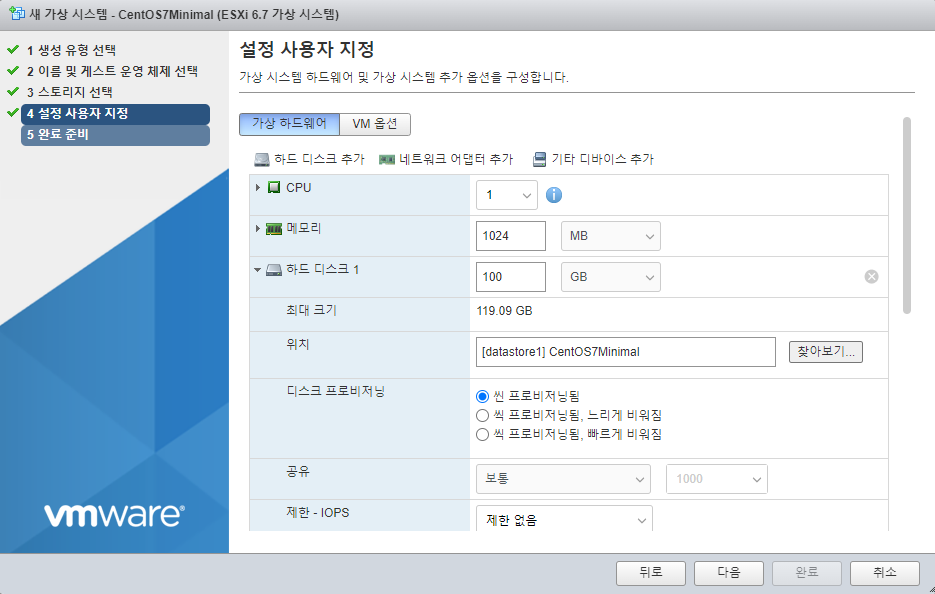 새 가상 시스템 - CentOS7Minimal (ESXi 6.7 가상 시스템)
1 생성 유형 선택
2 이름 및 게스트 운영 체제 선택
3 스토리지 선택
4 설정 사용자 지정
5 완료 준비
vmware®
설정 사용자 지정
가상 시스템 하드웨어 및 가상 시스템 추가 옵션을 구성합니다.
가상 하드웨어 VM 옵션
하드 디스크 추가 네트워크 어댑터 추가 기타 디바이스 추가
CPU 1
메모리 1024 MB
하드 디스크 1 100 GB
최대 크기 119.09 GB
위치 [datastore1] CentOS7Minimal 찾아보기...
디스크 프로비저닝 씬 프로비저닝됨
씩 프로비저닝됨, 느리게 비워짐
씩 프로비저닝됨, 빠르게 비워짐
공유 보통 1000
제한 - IOPS 제한 없음
뒤로 다음 완료 취소